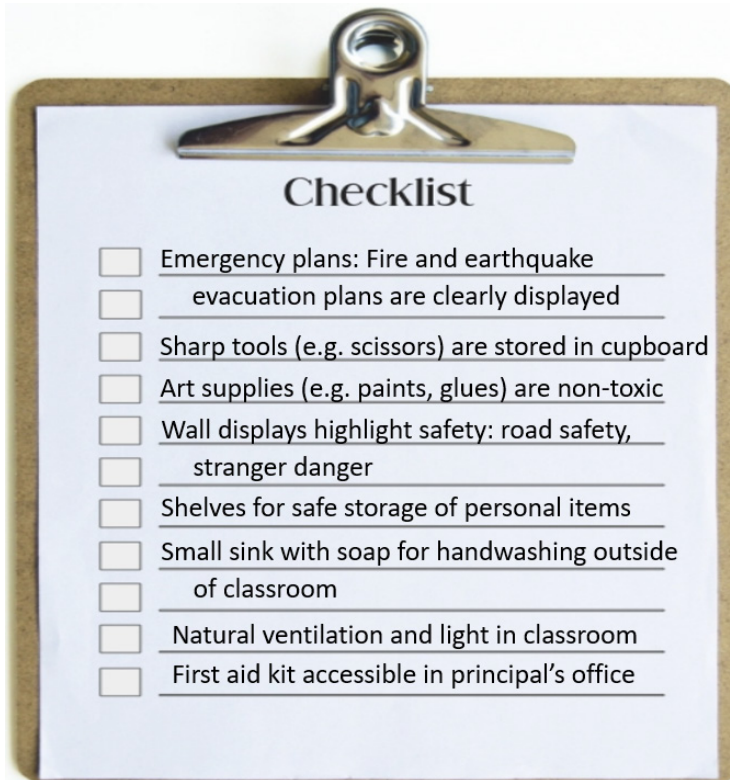 Checklist
Emergency plans: Fire and earthquake
evacuation plans are clearly displayed
Sharp tools (e.g. scissors) are stored in cupboard
Art supplies (e.g. paints, glues) are non-toxic
Wall displays highlight safety: road safety,
stranger danger
Shelves for safe storage of personal items
Small sink with soap for handwashing outside
of classroom
Natural ventilation and light in classroom
First aid kit accessible in principal’s office